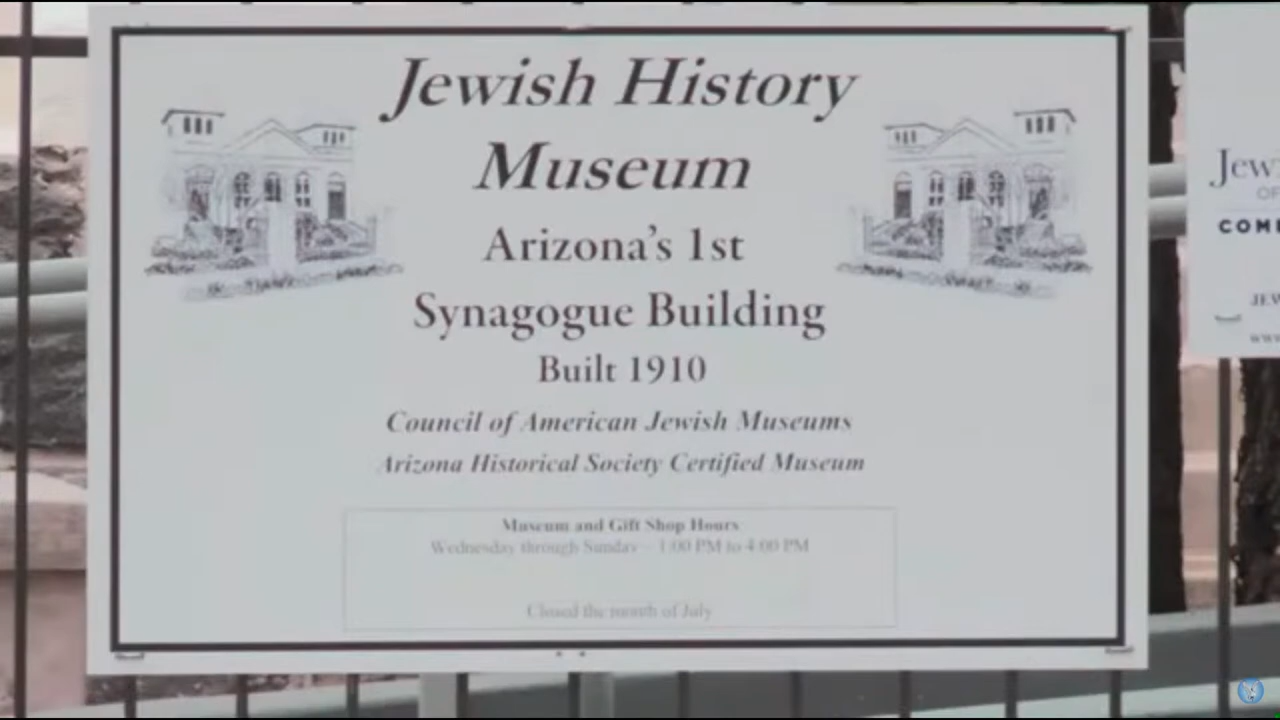 Jewish History
Museum
Arizona's 1st
Synagogue Building
Built 1910
Council of American Jewish Museums
Arizona Historical Society Certified Museum
Museum and Gift Shop Hours
Wednesday through Sunday - 1:00 PM to 4:00 PM
Closed the month of July